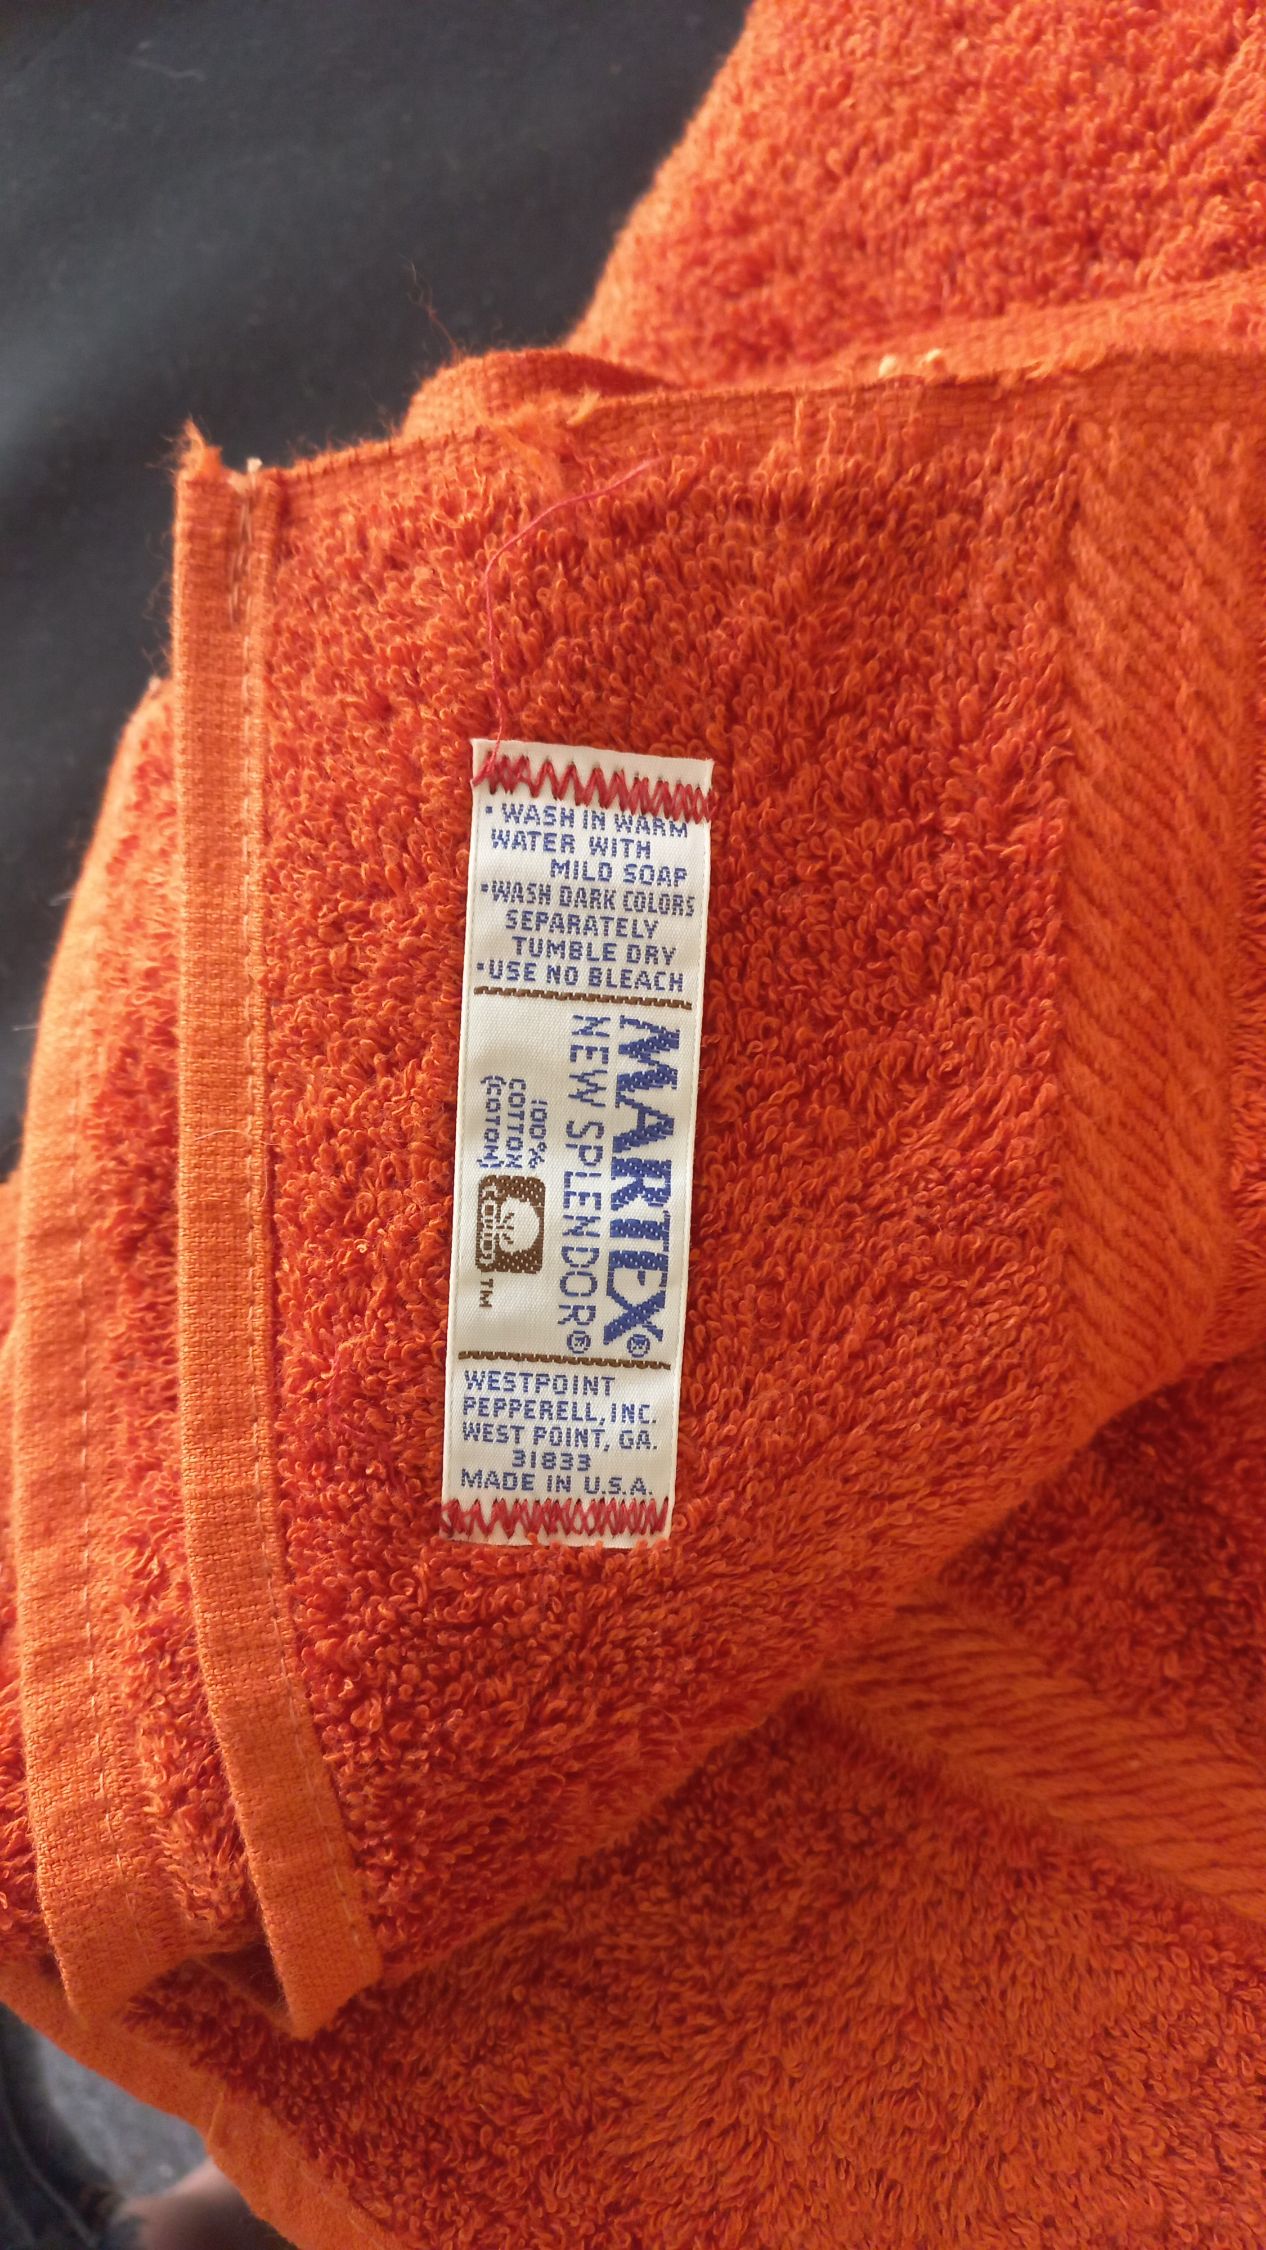 • WASH IN WARM
WATER WITH
MILD SOAP
• WASH DARK COLORS
SEPARATELY
TUMBLE DRY
• USE NO BLEACH
MARTEX®
NEW SPLENDOR®
100%
COTTON
(COTON)
TM
WESTPOINT
PEPPERELL, INC.
WEST POINT, GA.
31833
MADE IN U.S.A.